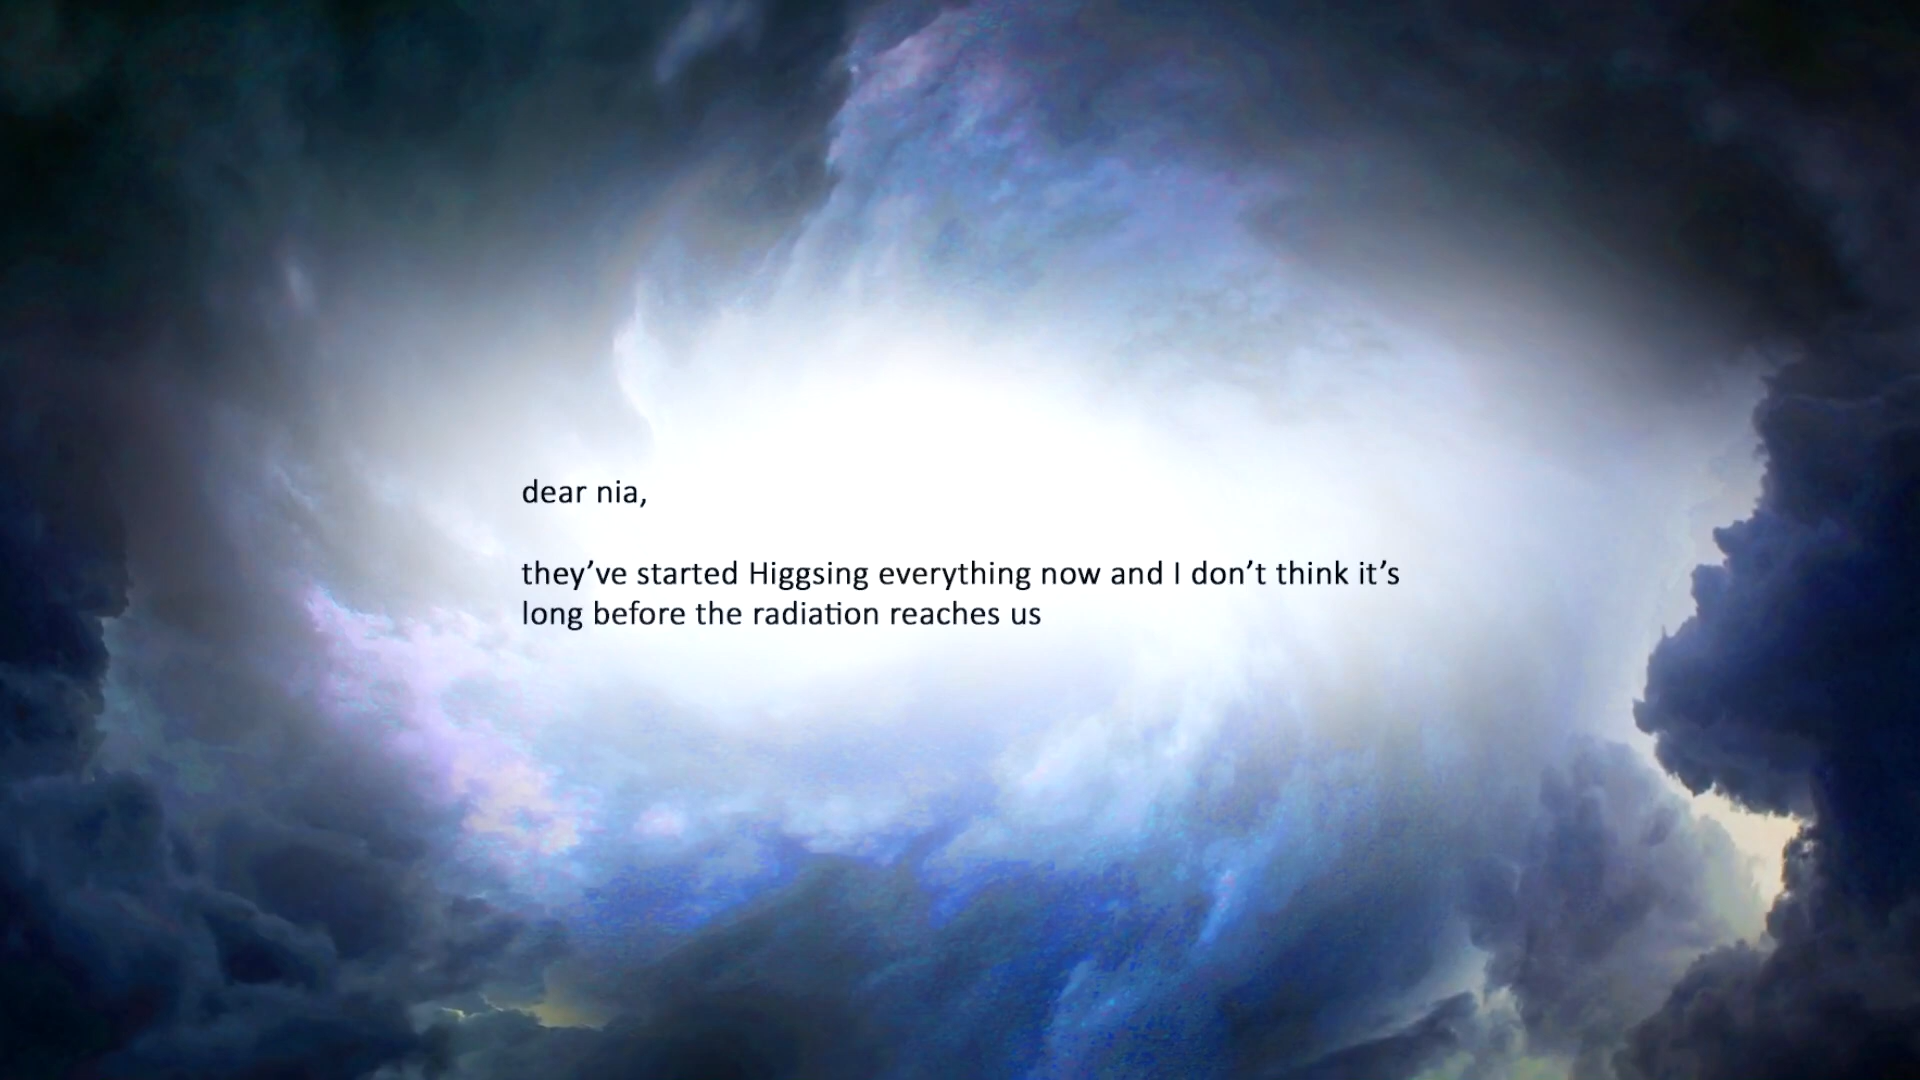 dear nia,
they’ve started Higgsing everything now and I don’t think it’s
long before the radiation reaches us